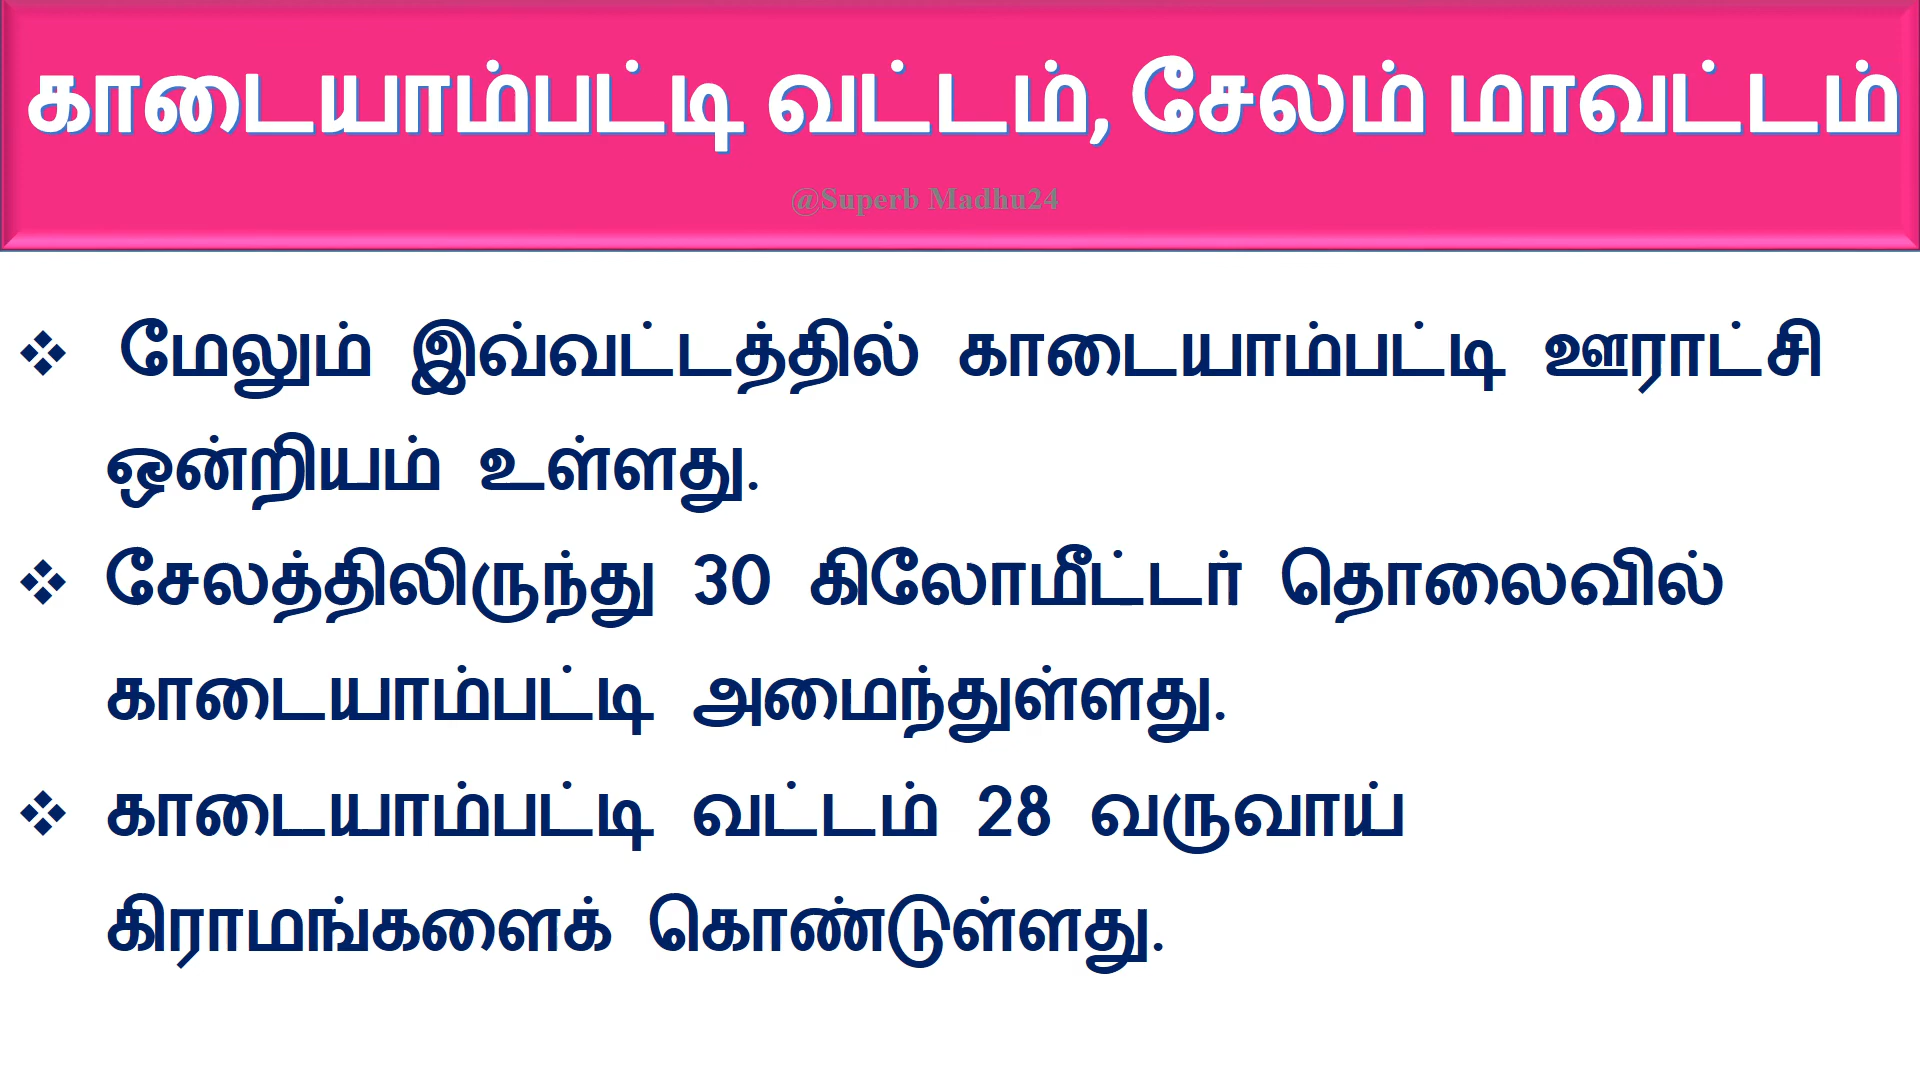 காடையாம்பட்டி வட்டம், சேலம் மாவட்டம்
@Superb Madhu24
❖ மேலும் இவ்வட்டத்தில் காடையாம்பட்டி ஊராட்சி
ஒன்றியம் உள்ளது.
❖ சேலத்திலிருந்து 30 கிலோமீட்டர் தொலைவில்
காடையாம்பட்டி அமைந்துள்ளது.
❖ காடையாம்பட்டி வட்டம் 28 வருவாய்
கிராமங்களைக் கொண்டுள்ளது.